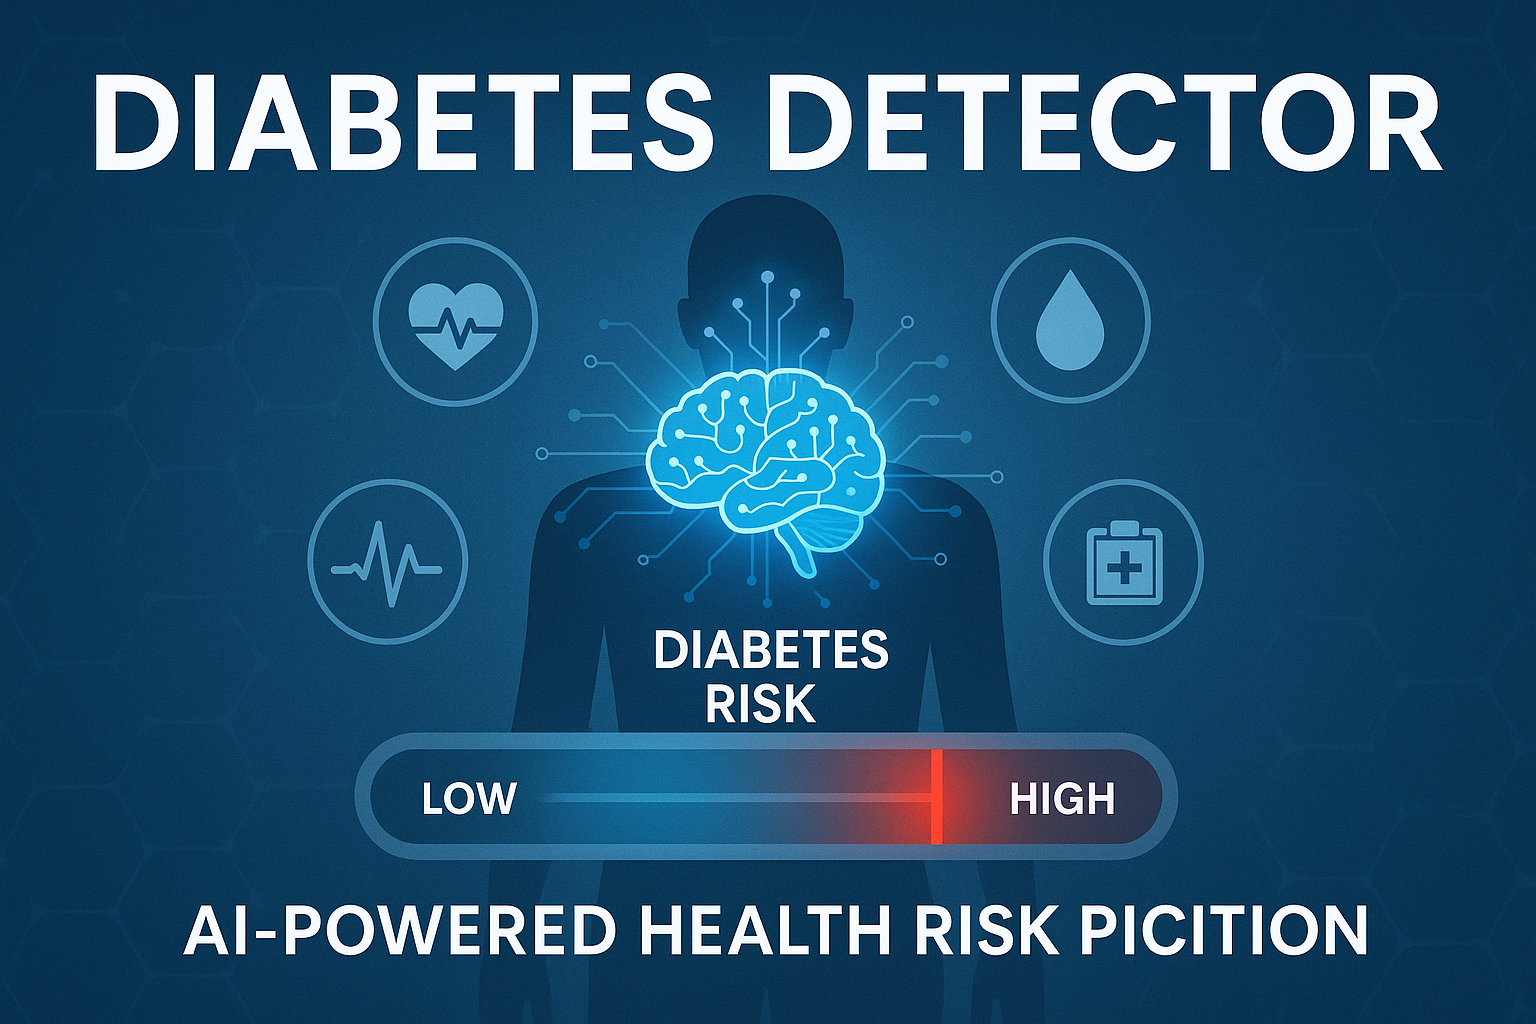 DIABETES DETECTOR
DIABETES
RISK
LOW HIGH
AI-POWERED HEALTH RISK PICITION